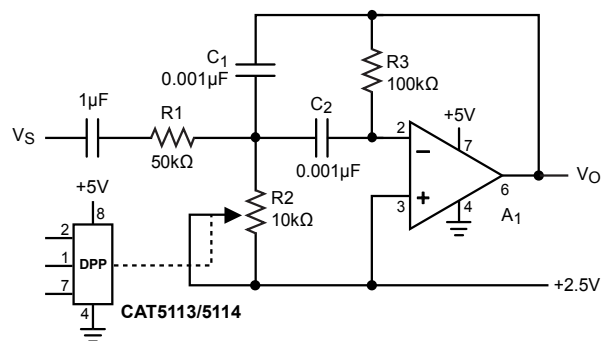 C1
0.001µF
R3
100kΩ
1µF
R1
C2
VS
50kΩ
0.001µF
+5V
2
7
–
VO
6
+
3
4
A1
R2
10kΩ
+5V
8
2
1
DPP
7
4
CAT5113/5114
+2.5V